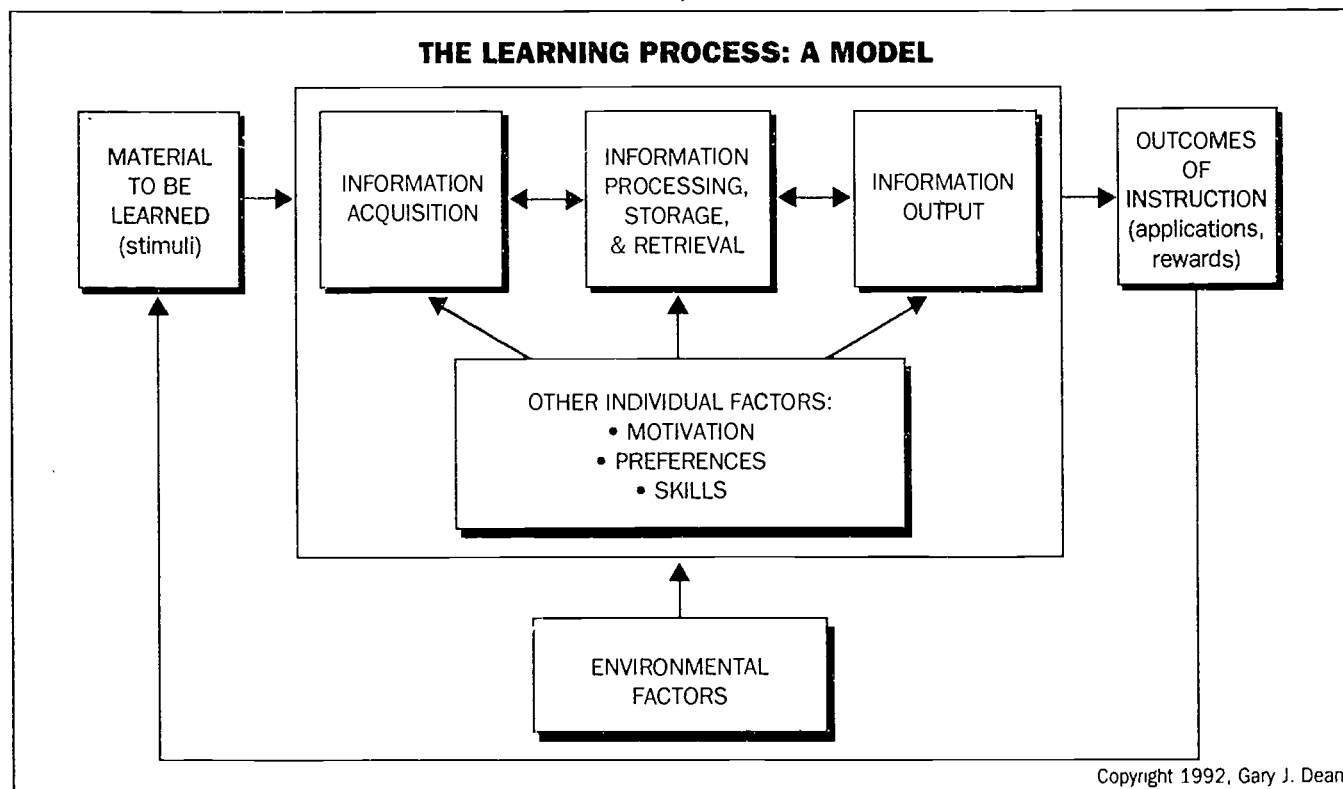 THE LEARNING PROCESS: A MODEL
MATERIAL
TO BE
LEARNED
(stimuli)
INFORMATION
ACQUISITION
INFORMATION
PROCESSING,
STORAGE,
& RETRIEVAL
INFORMATION
OUTPUT
OUTCOMES
OF
INSTRUCTION
(applications,
rewards)
OTHER INDIVIDUAL FACTORS:
• MOTIVATION
• PREFERENCES
• SKILLS
ENVIRONMENTAL
FACTORS
Copyright 1992, Gary J. Dean